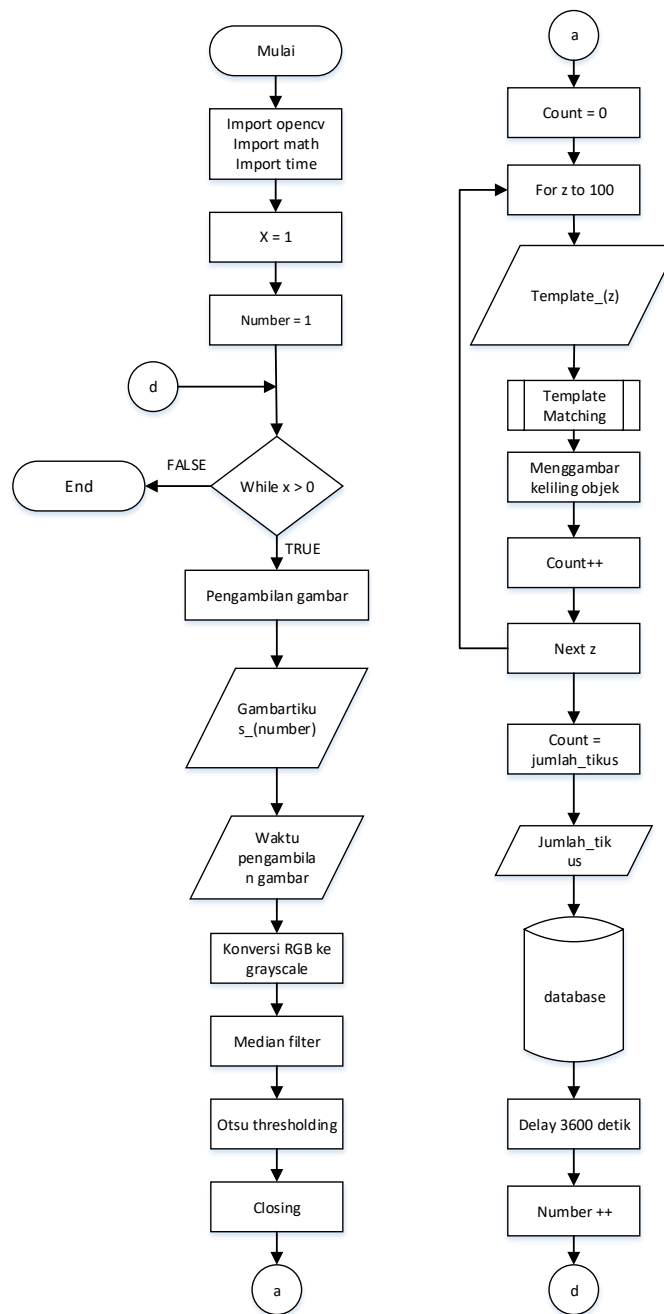 Mulai
Import opencv
Import math
Import time
X = 1
Number = 1
d
While x > 0
FALSE
End
TRUE
Pengambilan gambar
Gambartiku
s_(number)
Waktu
pengambila
n gambar
Konversi RGB ke
grayscale
Median filter
Otsu thresholding
Closing
a
a
Count = 0
For z to 100
Template_(z)
Template
Matching
Menggambar
keliling objek
Count++
Next z
Count =
jumlah_tikus
Jumlah_tik
us
database
Delay 3600 detik
Number ++
d